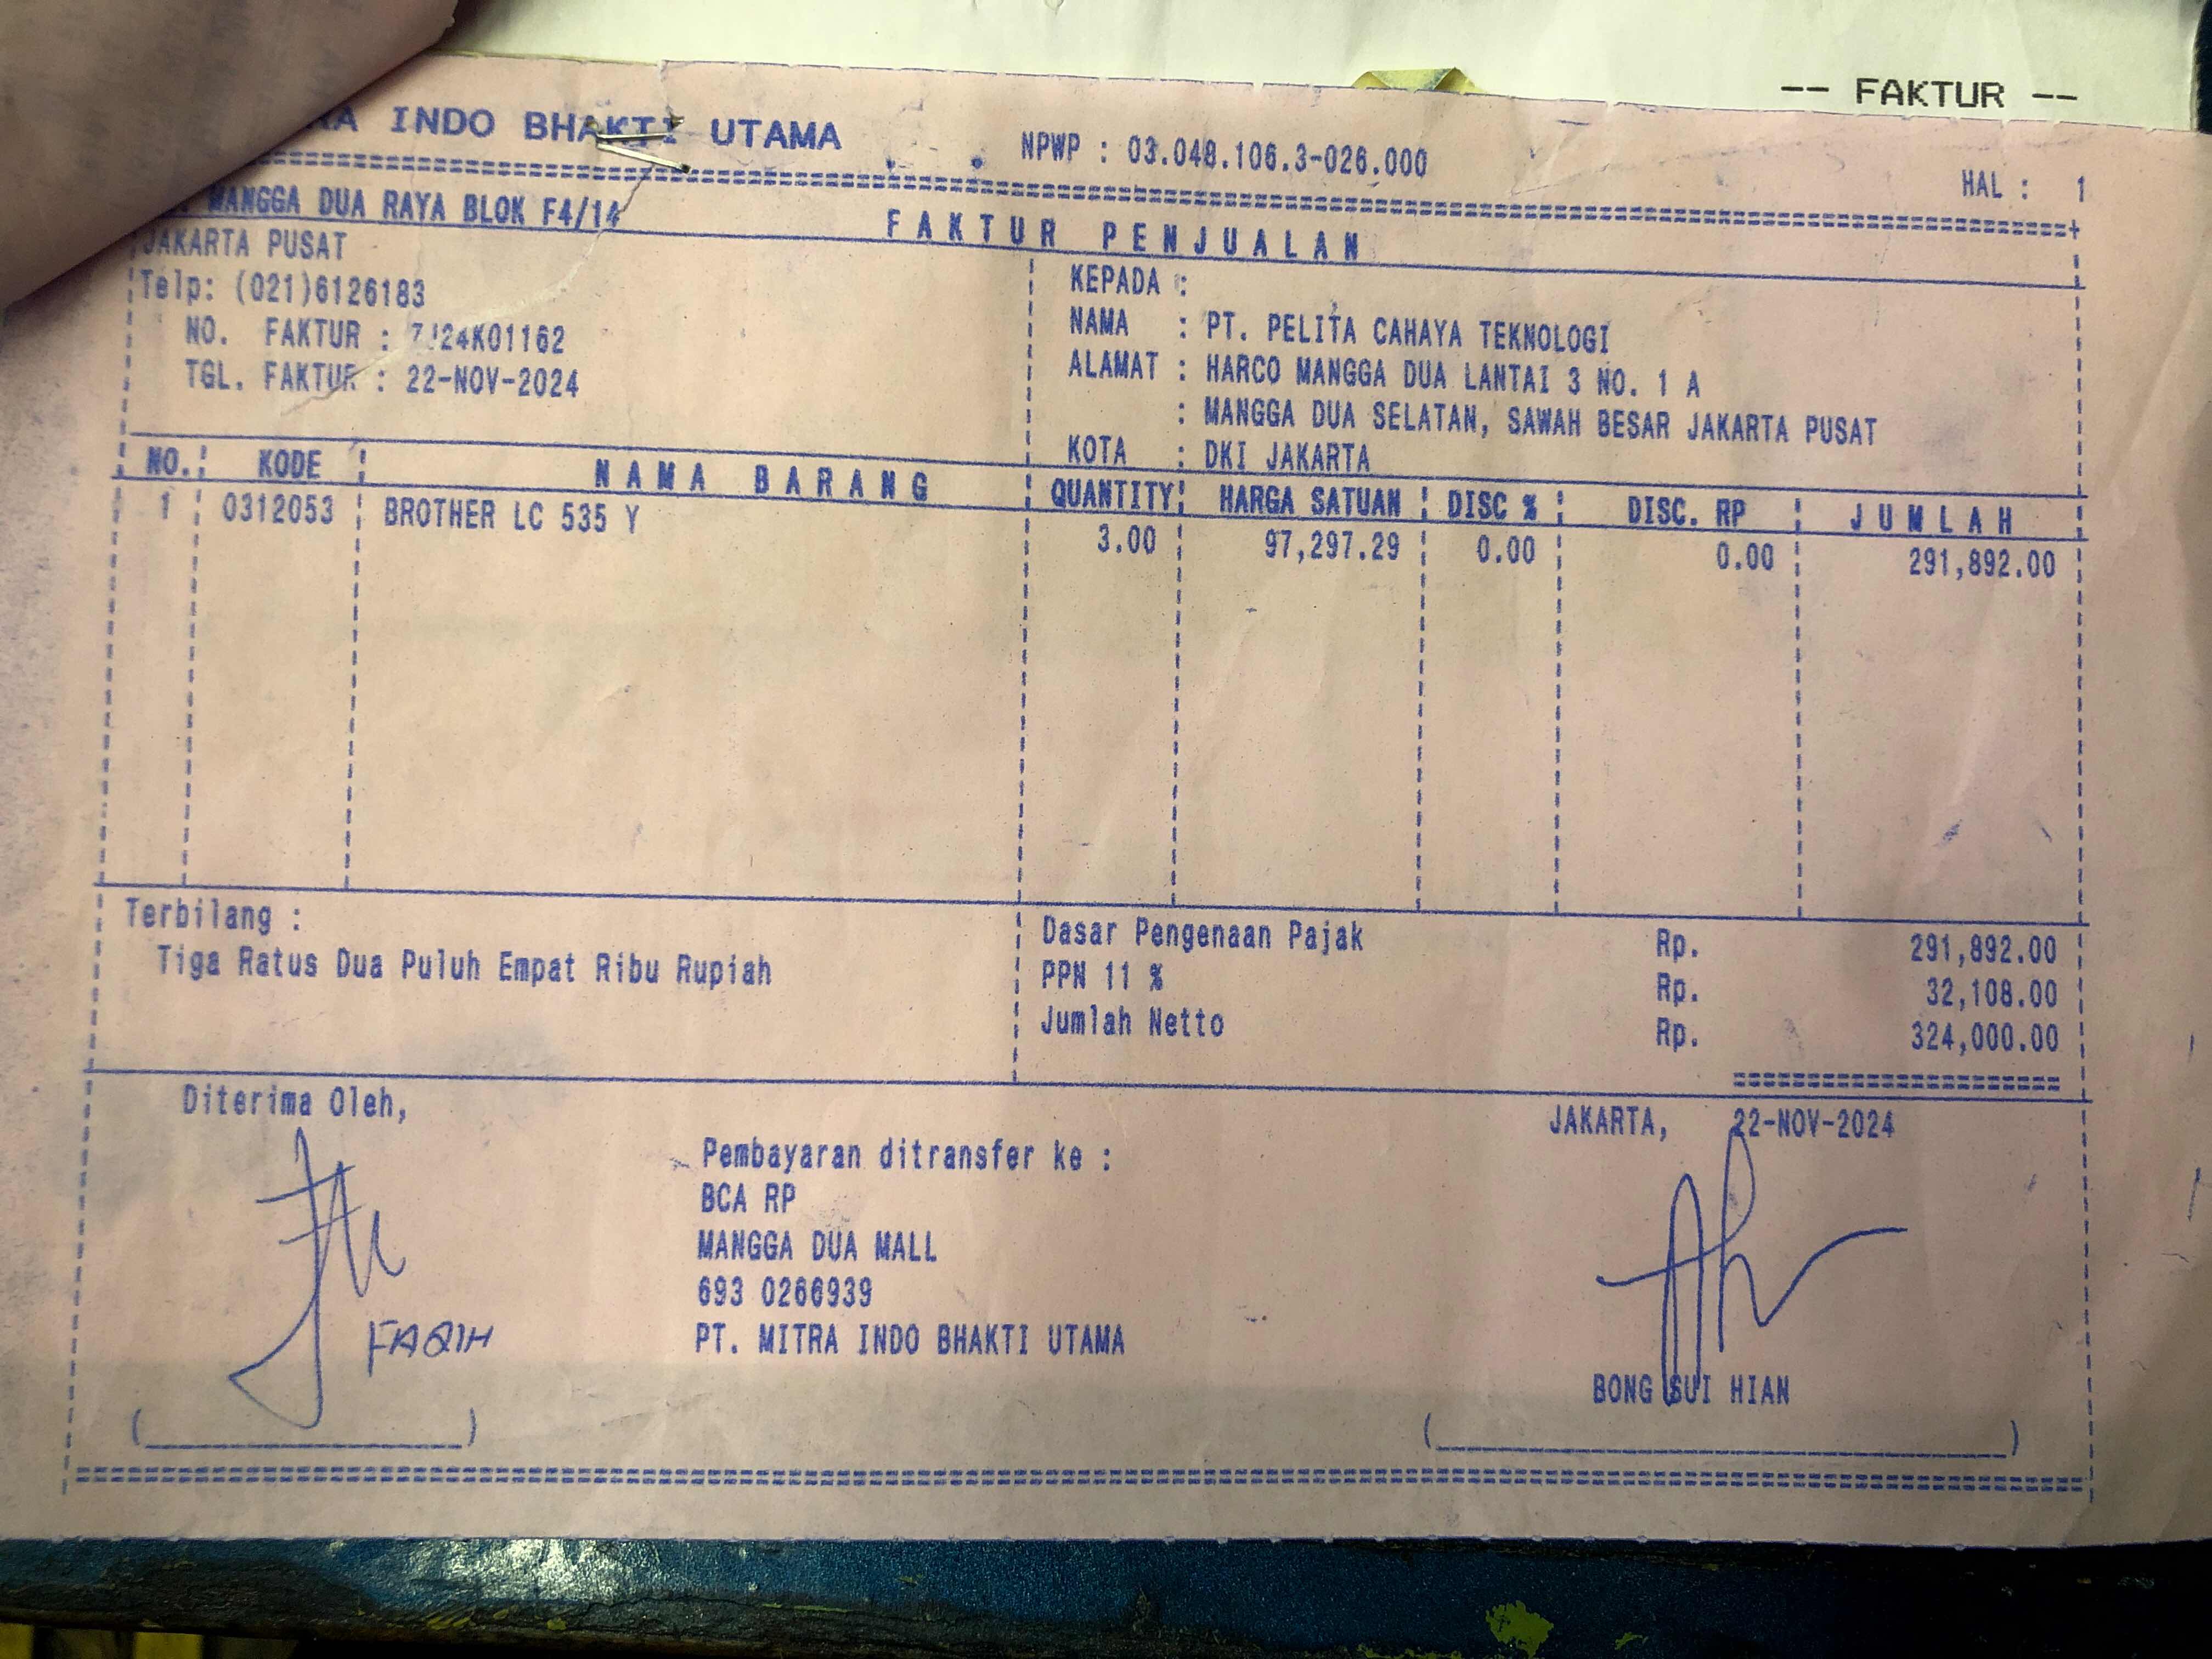 -- FAKTUR --
INDO BHAKTI UTAMA NPWP : 03.048.106.3-026.000
HAL : 1
MANGGA DUA RAYA BLOK F4/14
FAKTUR PENJUALAN
JAKARTA PUSAT
Telp: (021)6126183
NO. FAKTUR :
TGL. FAKTUR : 22-NOV-2024
KEPADA :
NAMA : PT. PELITA CAHAYA TEKNOLOGI
ALAMAT : HARCO MANGGA DUA LANTAI 3 NO. 1 A
: MANGGA DUA SELATAN, SAWAH BESAR JAKARTA PUSAT
KOTA : DKI JAKARTA
NO. KODE NAMA BARANG QUANTITY HARGA SATUAN DISC % DISC. RP JUMLAH
1 0312053 BROTHER LC 535 Y 3.00 97,297.29 0.00 0.00 291,892.00
Terbilang :
Tiga Ratus Dua Puluh Empat Ribu Rupiah
Dasar Pengenaan Pajak Rp. 291,892.00
PPN 11 % Rp. 32,108.00
Jumlah Netto Rp. 324,000.00
Diterima Oleh,
FAQIH
Pembayaran ditransfer ke :
BCA RP
MANGGA DUA MALL
693 0266939
PT. MITRA INDO BHAKTI UTAMA
JAKARTA, 22-NOV-2024
BONG SUI HIAN